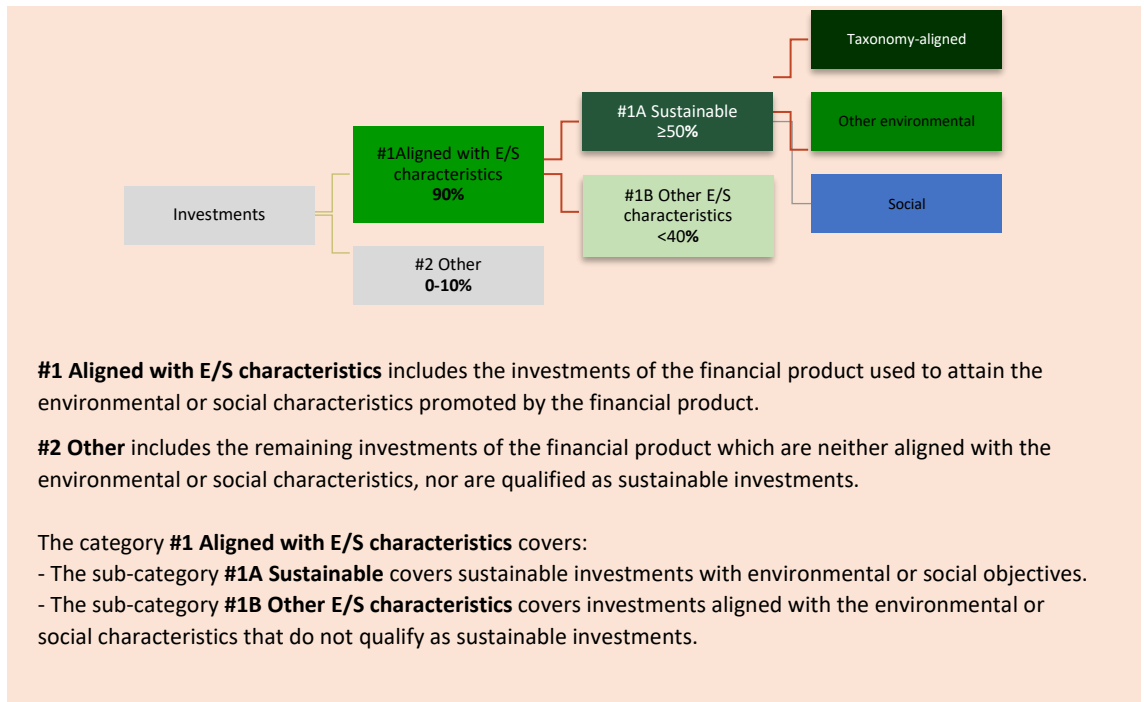 Taxonomy-aligned
#1A Sustainable
≥50%
Other environmental
#1Aligned with E/S
characteristics
90%
#1B Other E/S
characteristics
<40%
Investments
Social
#2 Other
0-10%
#1 Aligned with E/S characteristics includes the investments of the financial product used to attain the
environmental or social characteristics promoted by the financial product.
#2 Other includes the remaining investments of the financial product which are neither aligned with the
environmental or social characteristics, nor are qualified as sustainable investments.
The category #1 Aligned with E/S characteristics covers:
- The sub-category #1A Sustainable covers sustainable investments with environmental or social objectives.
- The sub-category #1B Other E/S characteristics covers investments aligned with the environmental or
social characteristics that do not qualify as sustainable investments.